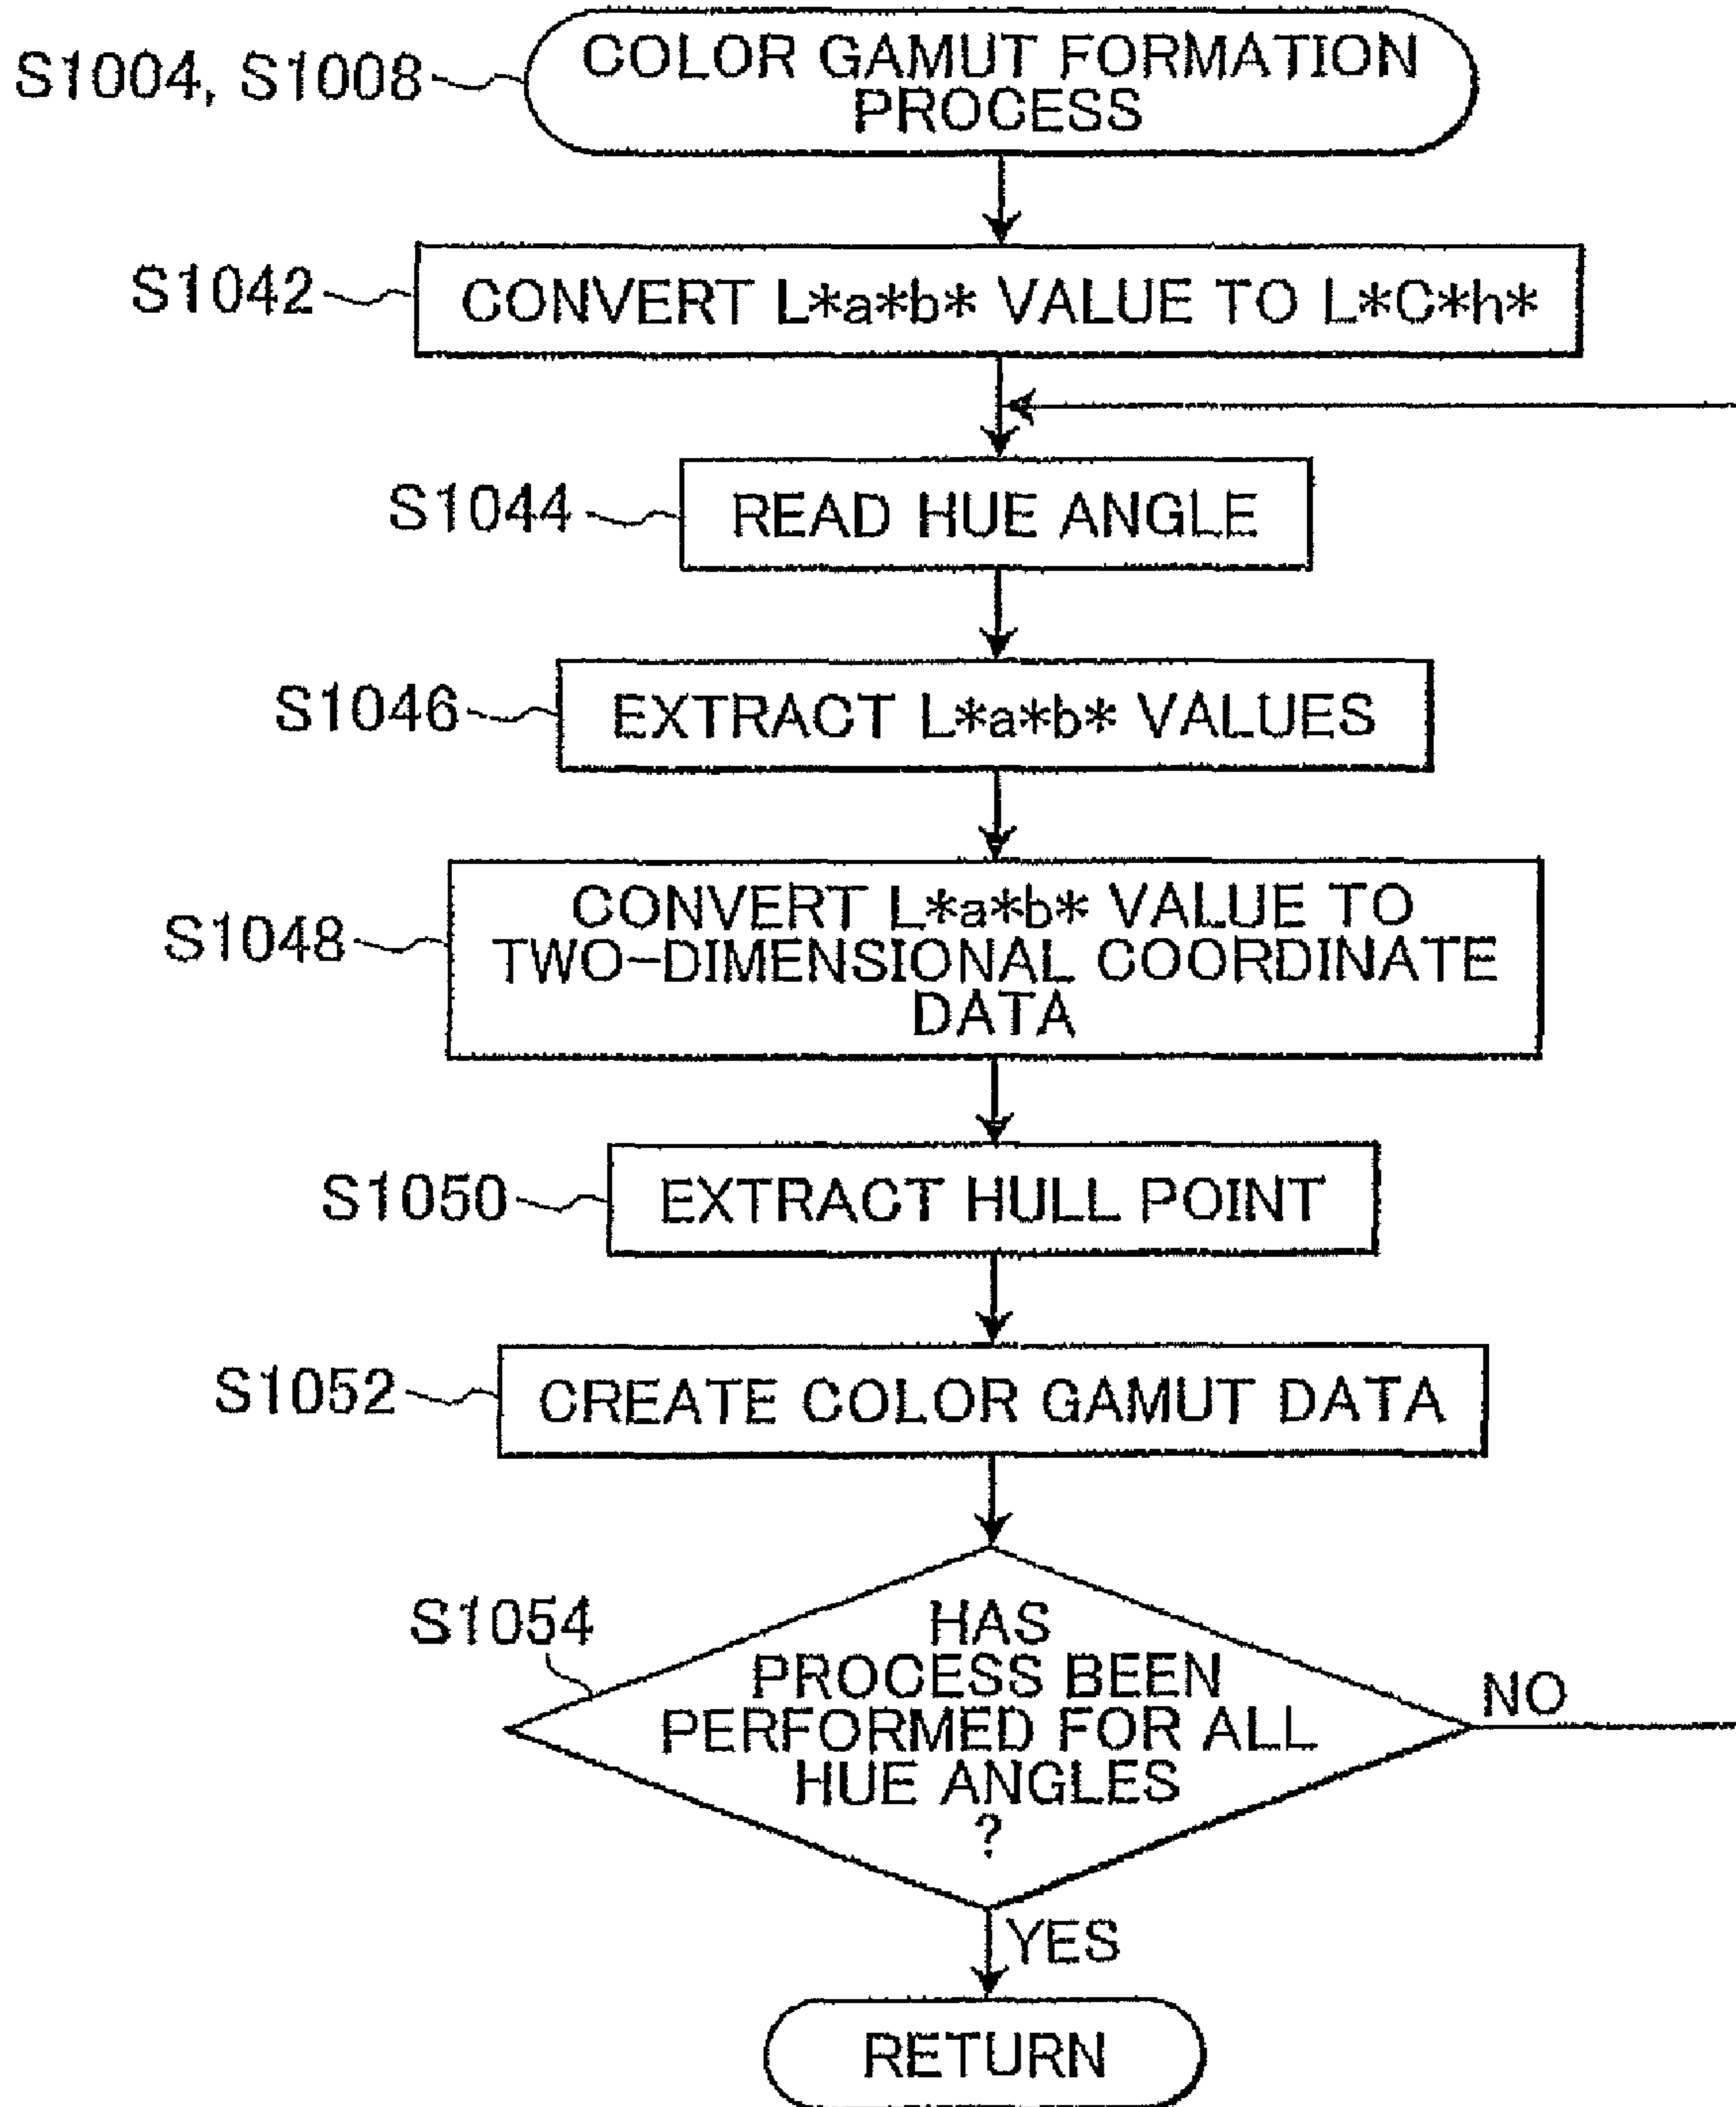 S1004, S1008
COLOR GAMUT FORMATION
PROCESS
S1042
CONVERT L*a*b* VALUE TO L*C*h*
S1044
READ HUE ANGLE
S1046
EXTRACT L*a*b* VALUES
S1048
CONVERT L*a*b* VALUE TO
TWO-DIMENSIONAL COORDINATE
DATA
S1050
EXTRACT HULL POINT
S1052
CREATE COLOR GAMUT DATA
S1054
HAS
PROCESS BEEN
PERFORMED FOR ALL
HUE ANGLES
?
NO
YES
RETURN